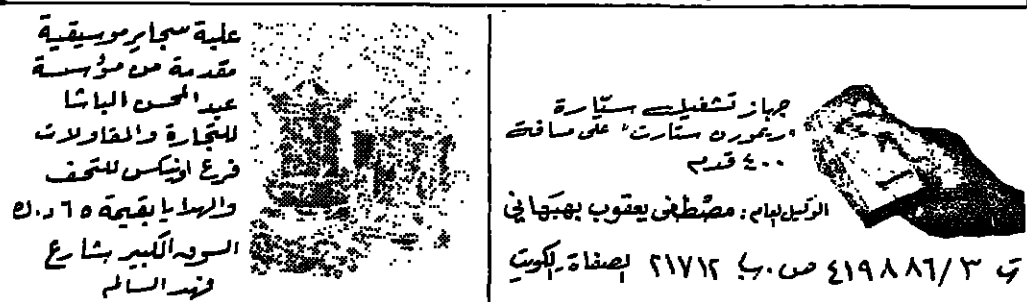 جهاز تشغيل سيّارة
"ريموت ستارت" على مسافة
٤٠٠ قدم
الوكيل العام: مصطفى يعقوب بهبهاني
ت ٤١٩٨٨٦/٣ ص.ب ٢١٧١٢ الصفاة الكويت
علبة سجاير موسيقية
مقدمة من مؤسسة
عبد المحسن الباشا
للتجارة والمقاولات
فرع اونيكس للتحف
والهدايا بقيمة ٦٥ د.ك
السوق الكبير بشارع
فهد السالم